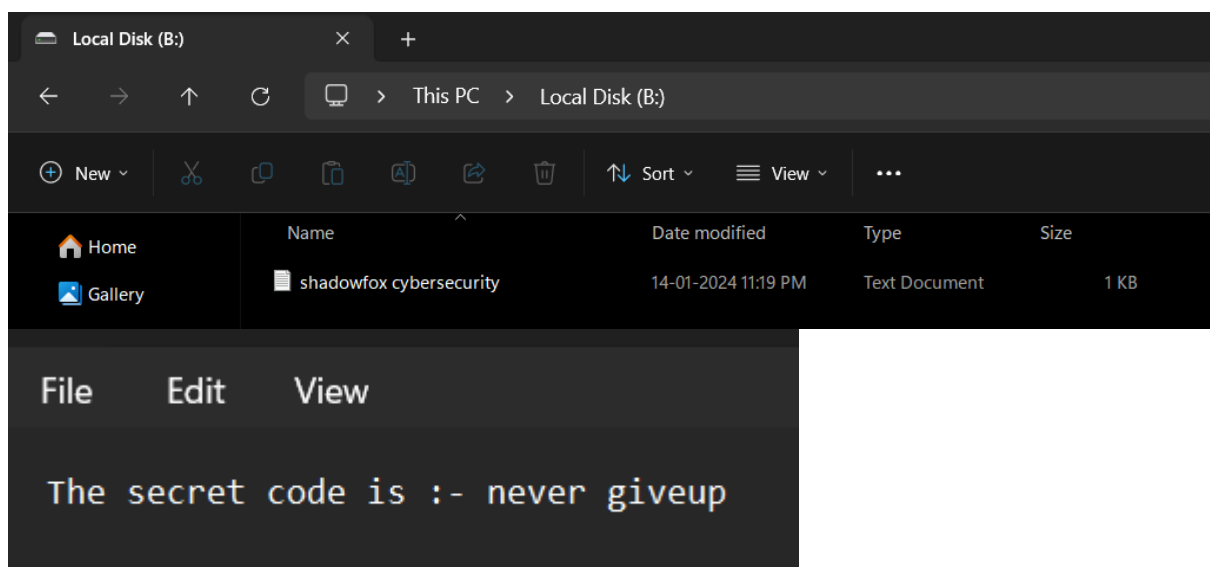 Local Disk (B:)
This PC > Local Disk (B:)
New Sort View ...
Name Date modified Type Size
Home
shadowfox cybersecurity 14-01-2024 11:19 PM Text Document 1 KB
Gallery
File Edit View
The secret code is :- never giveup